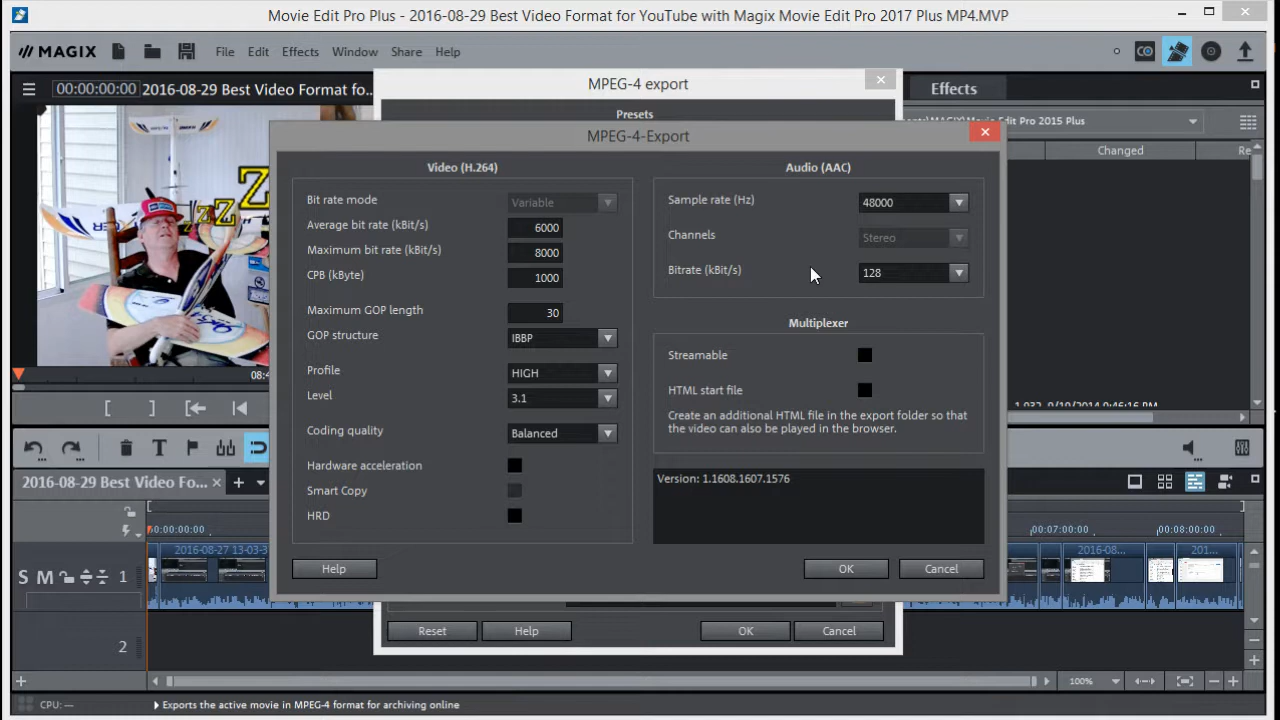 Movie Edit Pro Plus - 2016-08-29 Best Video Format for YouTube with Magix Movie Edit Pro 2017 Plus MP4.MVP
MAGIX
File
Edit
Effects
Window
Share
Help
00:00:00:00
2016-08-29 Best Video Format fo...
MPEG-4 export
Presets
Effects
\MAGIX\Movie Edit Pro 2015 Plus
Changed
Re
MPEG-4-Export
Video (H.264)
Bit rate mode
Variable
Average bit rate (kBit/s)
6000
Maximum bit rate (kBit/s)
8000
CPB (kByte)
1000
Maximum GOP length
30
GOP structure
IBBP
Profile
HIGH
Level
3.1
Coding quality
Balanced
Hardware acceleration
Smart Copy
HRD
Help
Audio (AAC)
Sample rate (Hz)
48000
Channels
Stereo
Bitrate (kBit/s)
128
Multiplexer
Streamable
HTML start file
Create an additional HTML file in the export folder so that
the video can also be played in the browser.
Version: 1.1608.1607.1576
OK
Cancel
Z
Z
Z
Z
08:4
2016-08-29 Best Video Fo...
00:00:00:00
07:00:00
00:08:00:00
S M
1
2016-08-27 13-03-3
2016-08...
201...
2
Reset
Help
OK
Cancel
100%
CPU: —
Exports the active movie in MPEG-4 format for archiving online